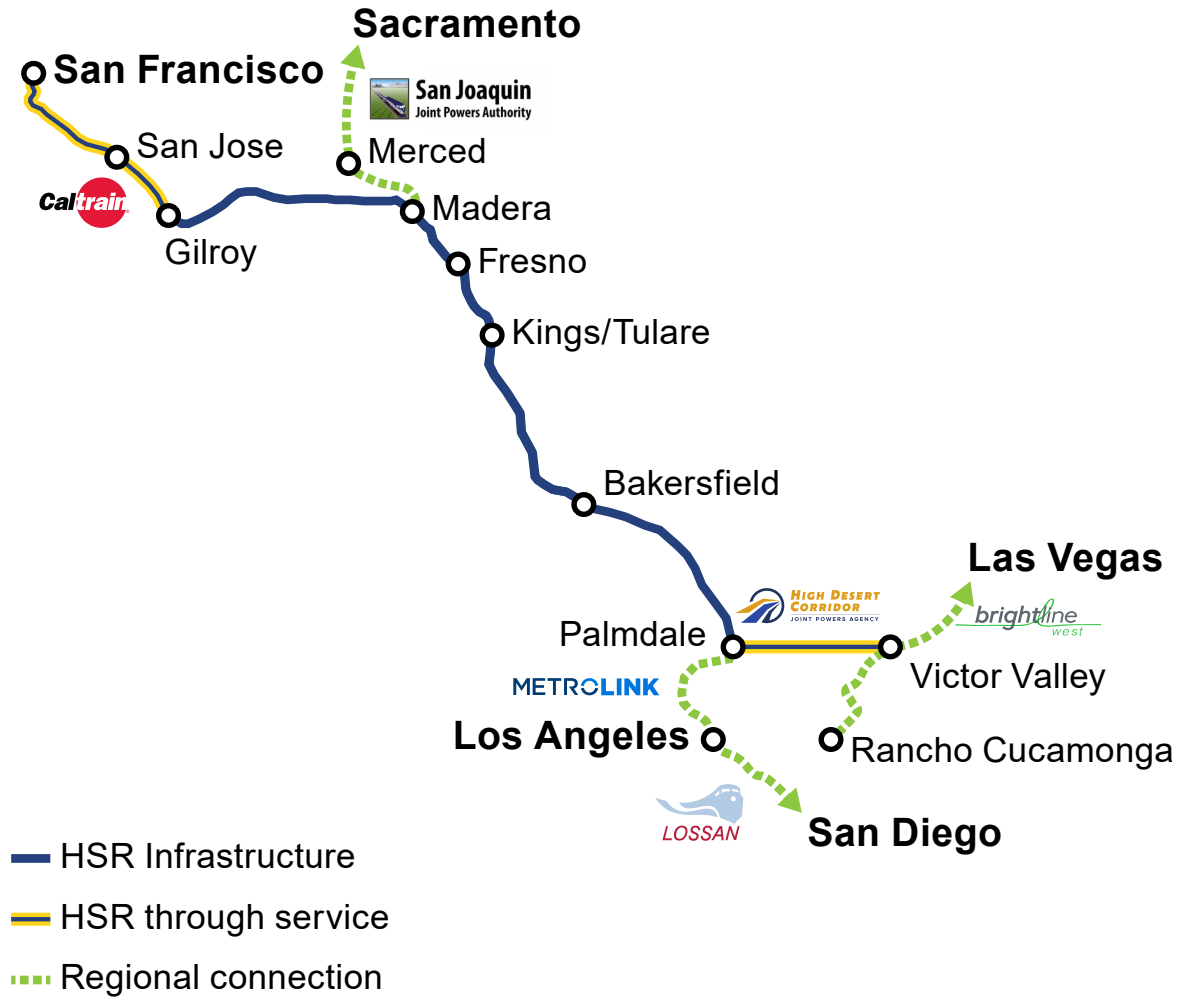 Sacramento
San Francisco
San Joaquin
Joint Powers Authority
San Jose
Merced
Caltrain
Madera
Gilroy
Fresno
Kings/Tulare
Bakersfield
Las Vegas
HIGH DESERT
CORRIDOR
JOINT POWERS AGENCY
brightline
west
Palmdale
Victor Valley
METROLINK
Los Angeles
Rancho Cucamonga
LOSSAN
San Diego
HSR Infrastructure
HSR through service
Regional connection